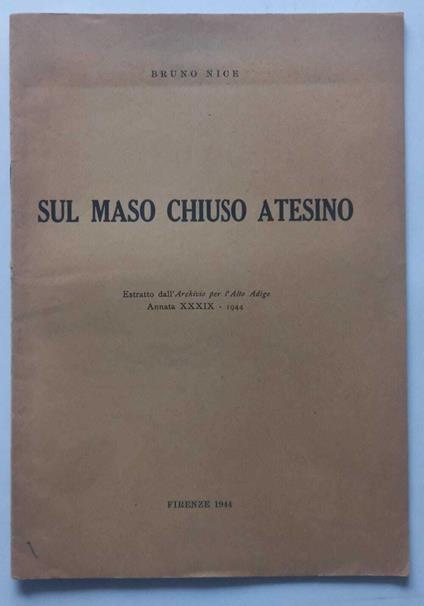 BRUNO NICE
SUL MASO CHIUSO ATESINO
Estratto dall'Archivio per l'Alto Adige
Annata XXXIX - 1944
FIRENZE 1944